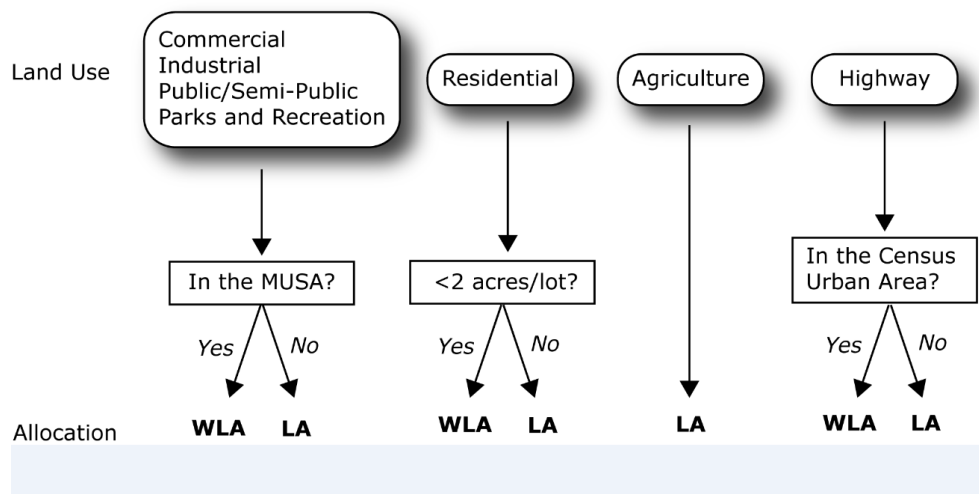 Land Use
Commercial
Industrial
Public/Semi-Public
Parks and Recreation
Residential
Agriculture
Highway
In the MUSA?
<2 acres/lot?
In the Census
Urban Area?
Yes
No
Yes
No
Yes
No
Allocation
WLA
LA
WLA
LA
LA
WLA
LA